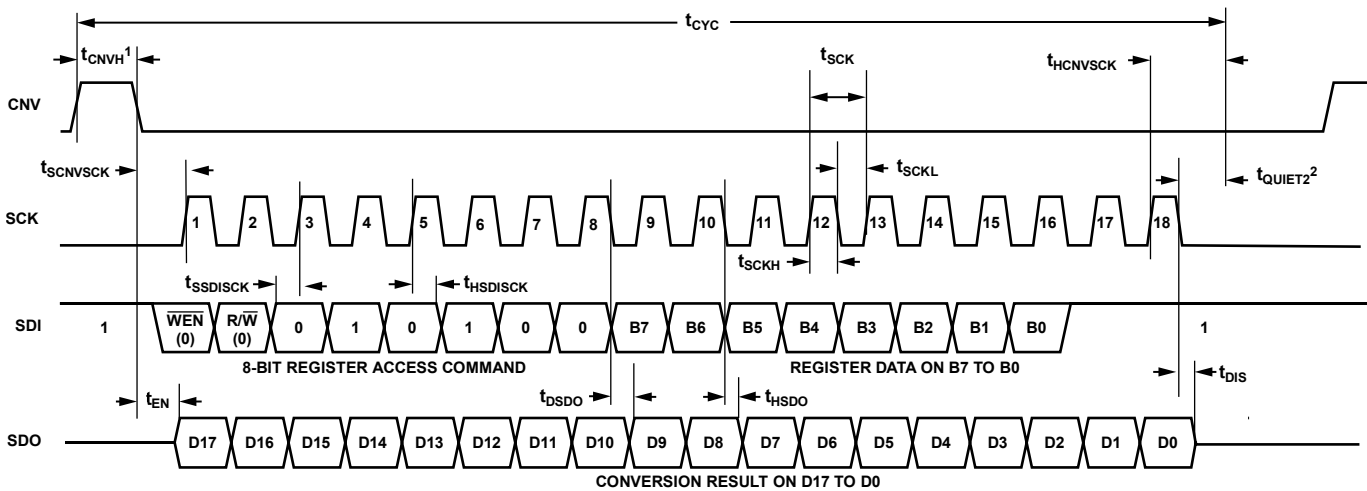 tCYC
tCNVH1
tSCK
tHCNVSCK
CNV
tSCNVSCK
tSCKL
tQUIET22
SCK
1 2 3 4 5 6 7 8 9 10 11 12 13 14 15 16 17 18
tSCKH
tSSDISCK
tHSDISCK
SDI
1 WEN (0) R/W (0) 0 1 0 1 0 0 B7 B6 B5 B4 B3 B2 B1 B0 1
8-BIT REGISTER ACCESS COMMAND
REGISTER DATA ON B7 TO B0
tEN
tDSDO
tHSDO
tDIS
SDO
D17 D16 D15 D14 D13 D12 D11 D10 D9 D8 D7 D6 D5 D4 D3 D2 D1 D0
CONVERSION RESULT ON D17 TO D0